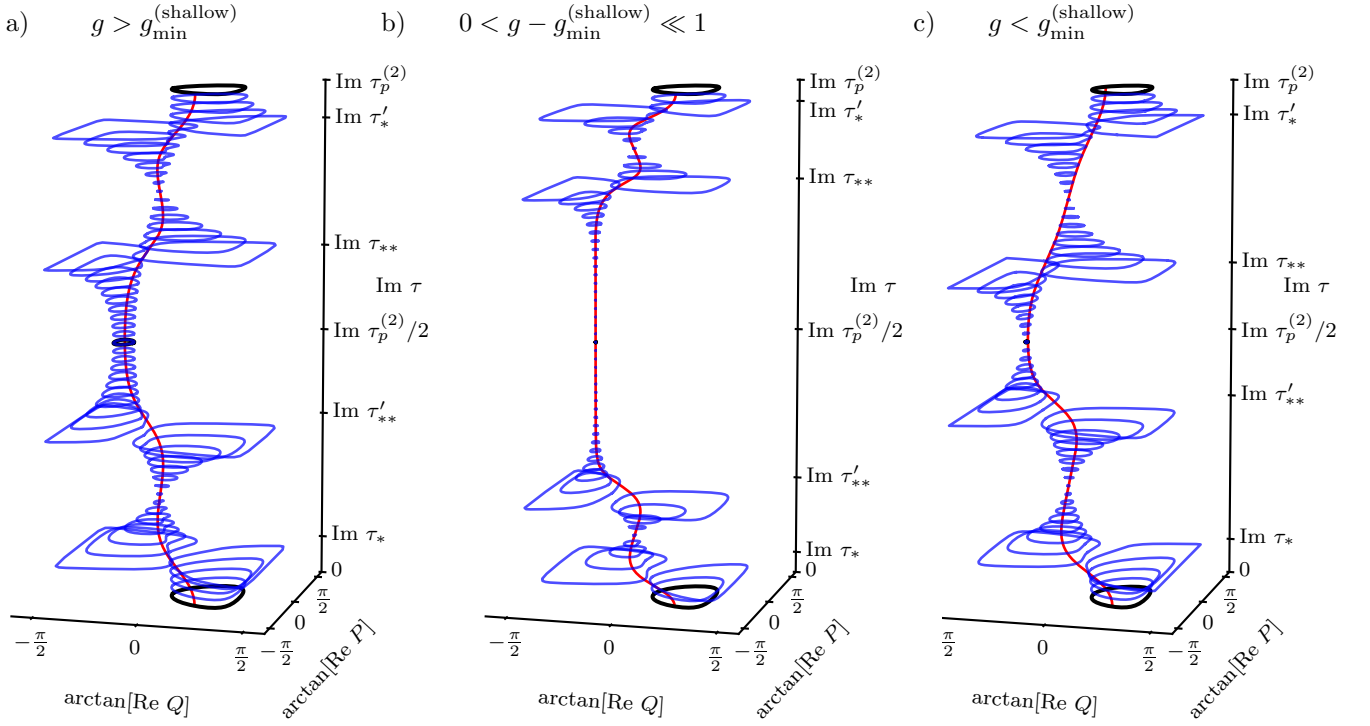 a) g > g_min^(shallow)
b) 0 < g − g_min^(shallow) ≪ 1
c) g < g_min^(shallow)
Im τ_p^(2)
Im τ′_*
Im τ_**
Im τ
Im τ_p^(2)/2
Im τ′_**
Im τ_*
0
π/2
0
−π/2
−π/2
0
π/2
arctan[Re Q]
arctan[Re P]
Im τ_p^(2)
Im τ′_*
Im τ_**
Im τ
Im τ_p^(2)/2
Im τ′_**
Im τ_*
0
π/2
0
−π/2
−π/2
0
π/2
arctan[Re Q]
arctan[Re P]
Im τ_p^(2)
Im τ′_*
Im τ_**
Im τ
Im τ_p^(2)/2
Im τ′_**
Im τ_*
0
π/2
0
−π/2
π/2
0
π/2
arctan[Re Q]
arctan[Re P]